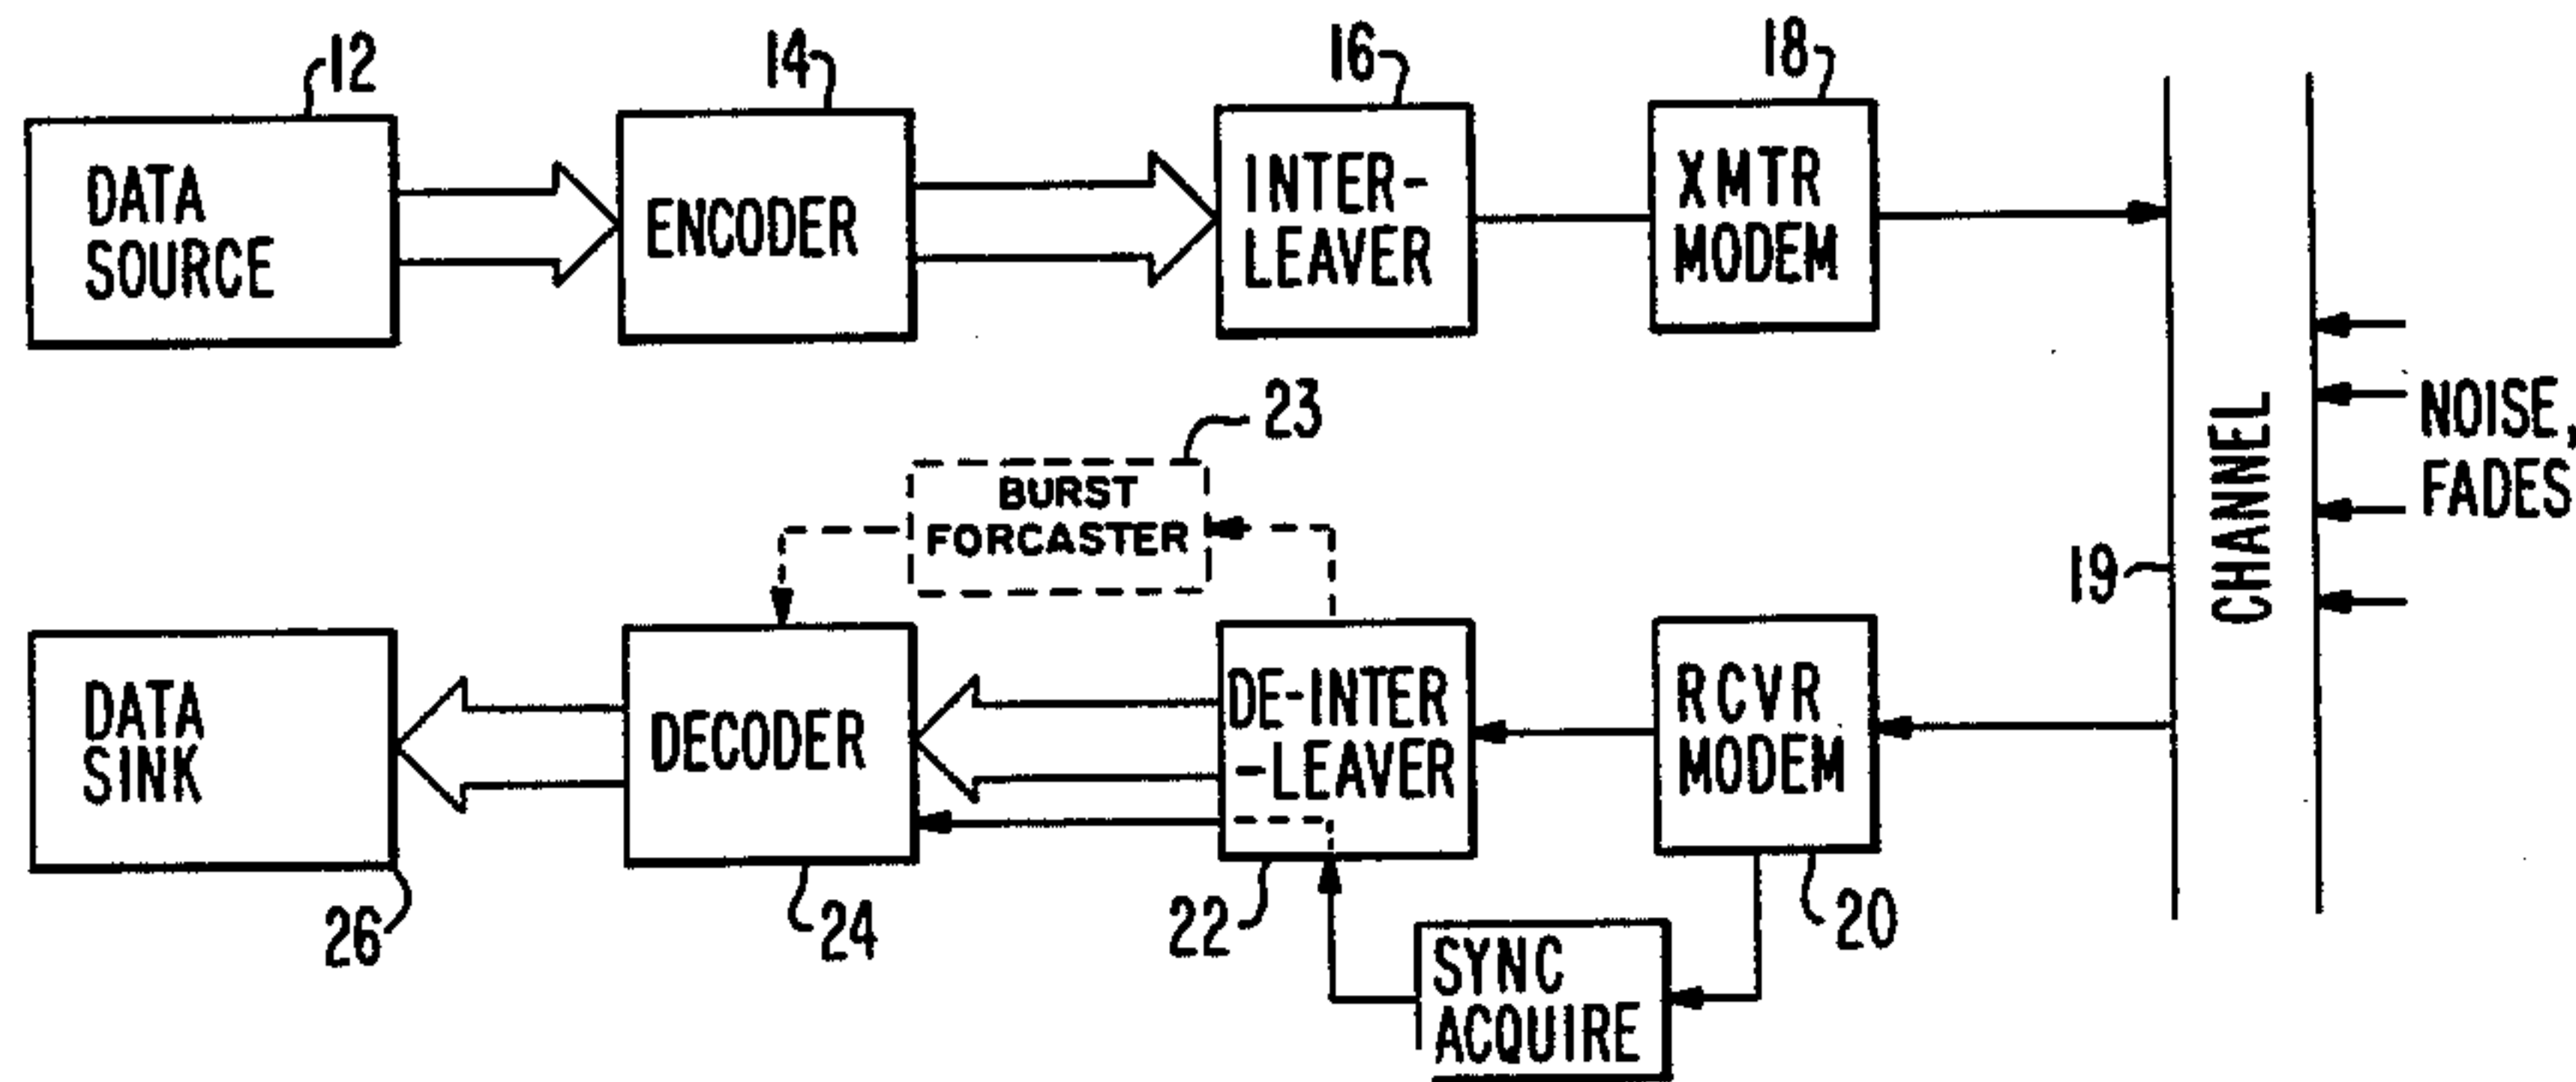 12
14
16
18
DATA
SOURCE
ENCODER
INTER-
LEAVER
XMTR
MODEM
CHANNEL
NOISE,
FADES
19
23
BURST
FORCASTER
DATA
SINK
DECODER
DE-INTER
-LEAVER
RCVR
MODEM
26
24
22
20
SYNC
ACQUIRE